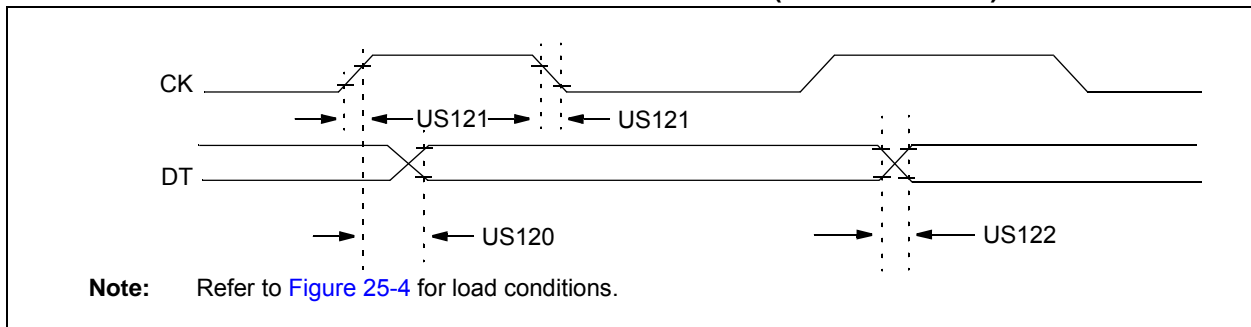 CK
US121
US121
DT
US120
US122
Note: Refer to Figure 25-4 for load conditions.